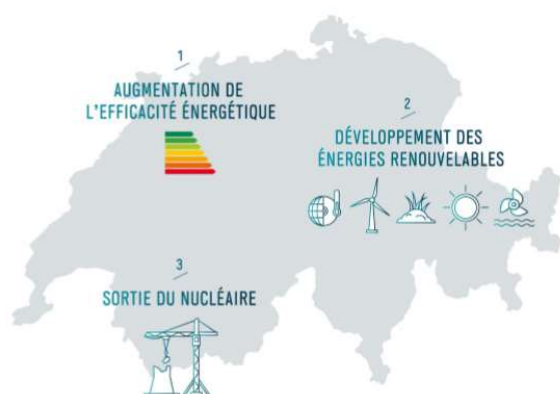 1
AUGMENTATION DE
L'EFFICACITÉ ÉNERGÉTIQUE
2
DÉVELOPPEMENT DES
ÉNERGIES RENOUVELABLES
3
SORTIE DU NUCLÉAIRE